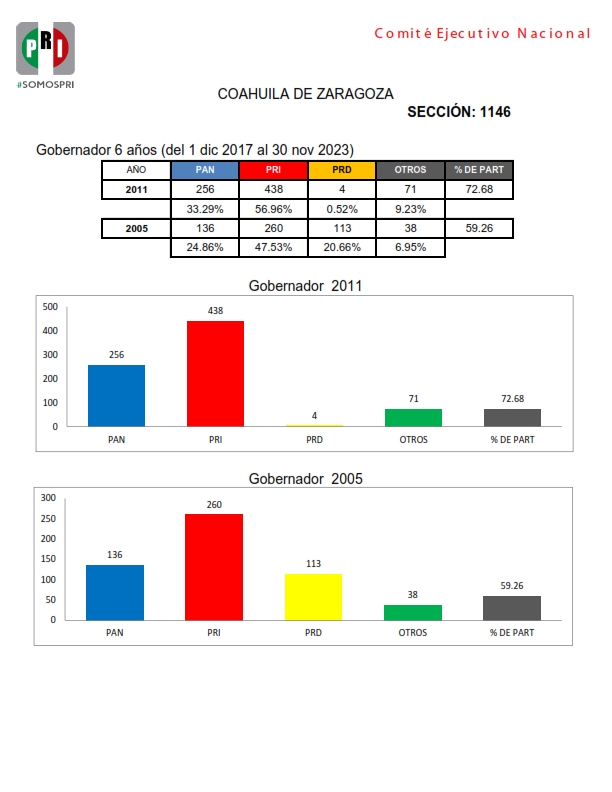 Comité Ejecutivo Nacional
PRI
#SOMOSPRI
COAHUILA DE ZARAGOZA
SECCIÓN: 1146
Gobernador 6 años (del 1 dic 2017 al 30 nov 2023)
AÑO PAN PRI PRD OTROS % DE PART
2011 256 438 4 71 72.68
33.29% 56.96% 0.52% 9.23%
2005 136 260 113 38 59.26
24.86% 47.53% 20.66% 6.95%
Gobernador 2011
500
400
300
200
100
0
256 438 4 71 72.68
PAN PRI PRD OTROS % DE PART
Gobernador 2005
300
250
200
150
100
50
0
136 260 113 38 59.26
PAN PRI PRD OTROS % DE PART